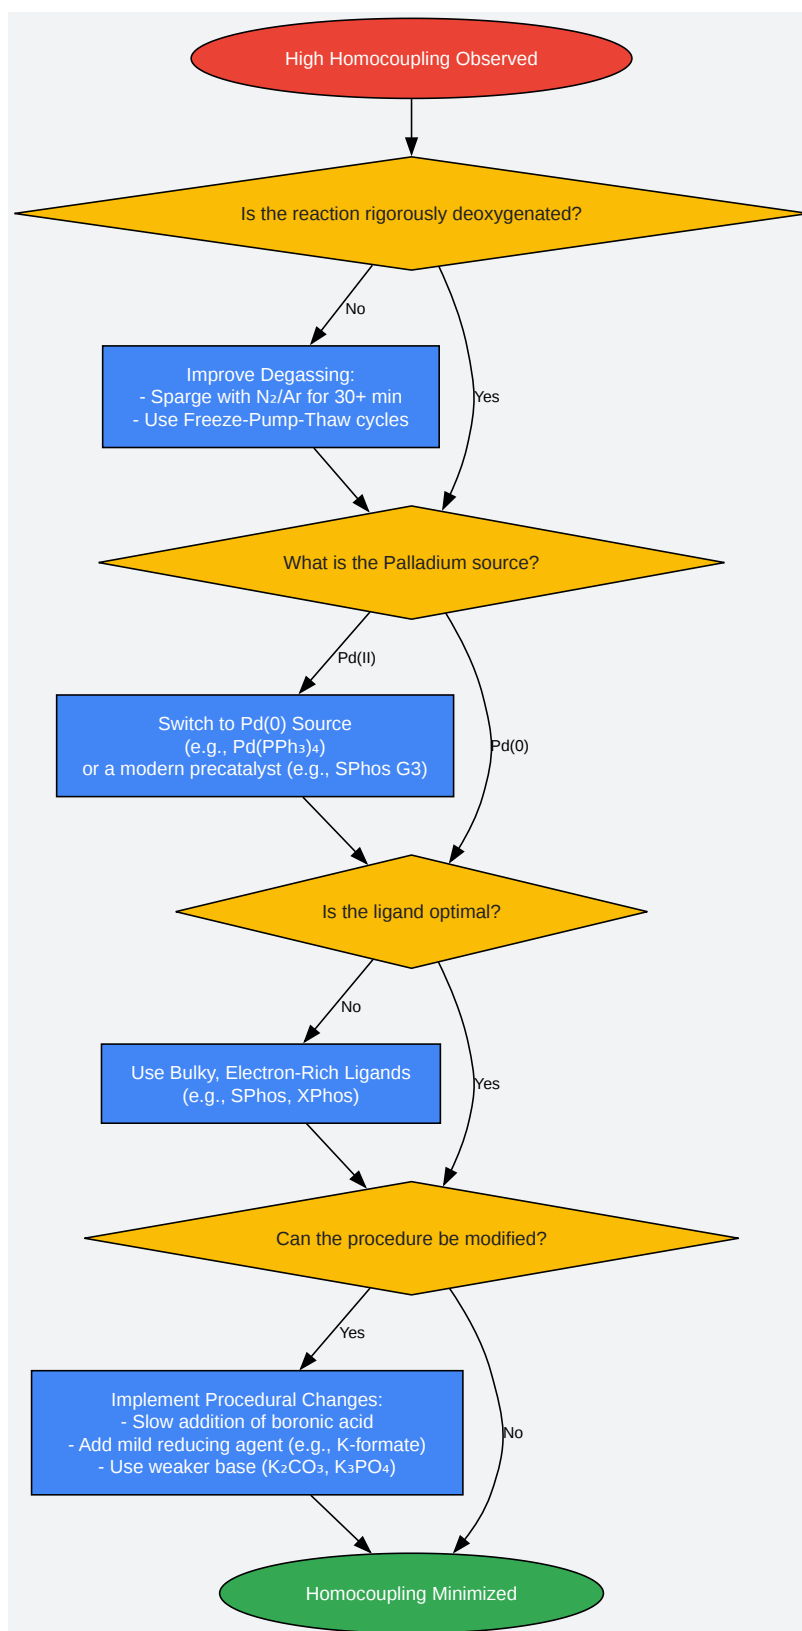 High Homocoupling Observed
Is the reaction rigorously deoxygenated?
No
Improve Degassing:
- Sparge with N₂/Ar for 30+ min
- Use Freeze-Pump-Thaw cycles
Yes
What is the Palladium source?
Pd(II)
Switch to Pd(0) Source
(e.g., Pd(PPh₃)₄)
or a modern precatalyst (e.g., SPhos G3)
Pd(0)
Is the ligand optimal?
No
Use Bulky, Electron-Rich Ligands
(e.g., SPhos, XPhos)
Yes
Can the procedure be modified?
Yes
Implement Procedural Changes:
- Slow addition of boronic acid
- Add mild reducing agent (e.g., K-formate)
- Use weaker base (K₂CO₃, K₃PO₄)
No
Homocoupling Minimized